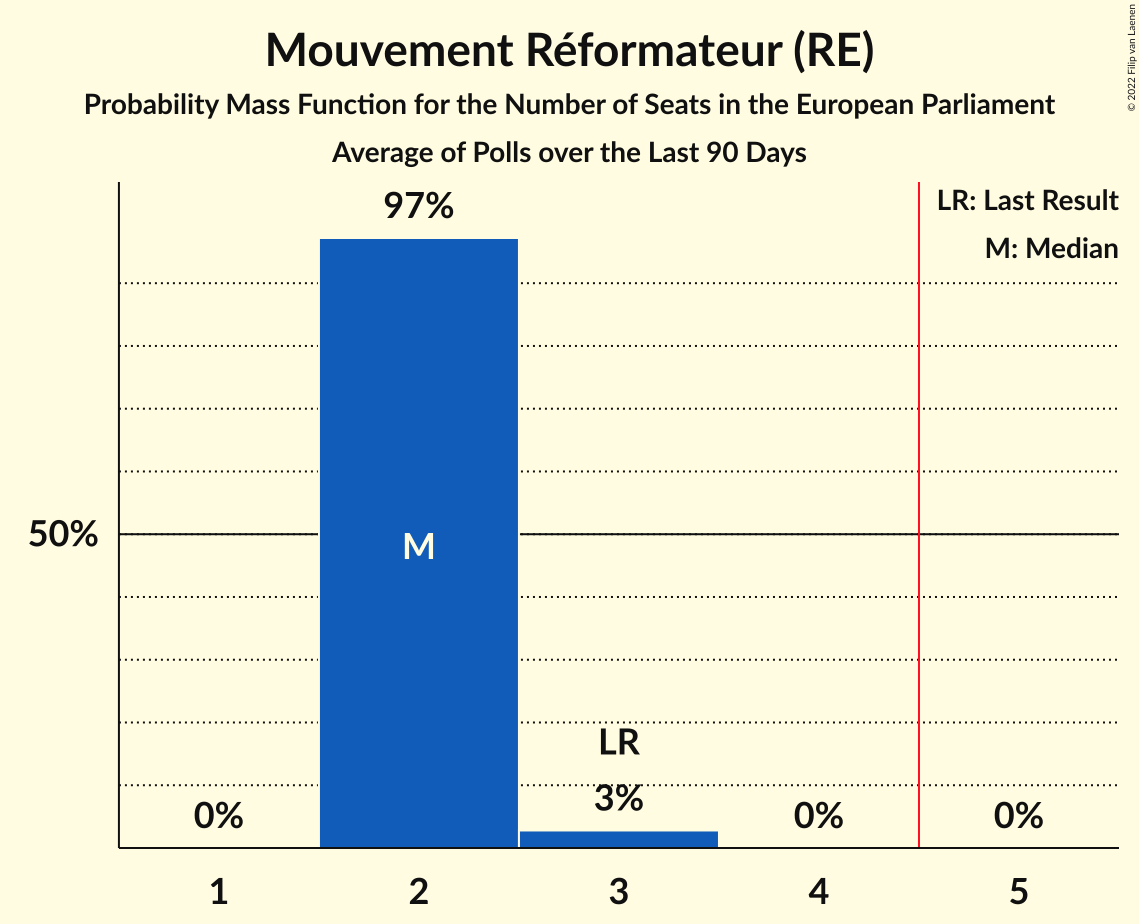 Mouvement Réformateur (RE)
Probability Mass Function for the Number of Seats in the European Parliament
Average of Polls over the Last 90 Days
© 2022 Filip van Laenen
LR: Last Result
M: Median
97%
50%
M
LR
0%
3%
0%
0%
1
2
3
4
5